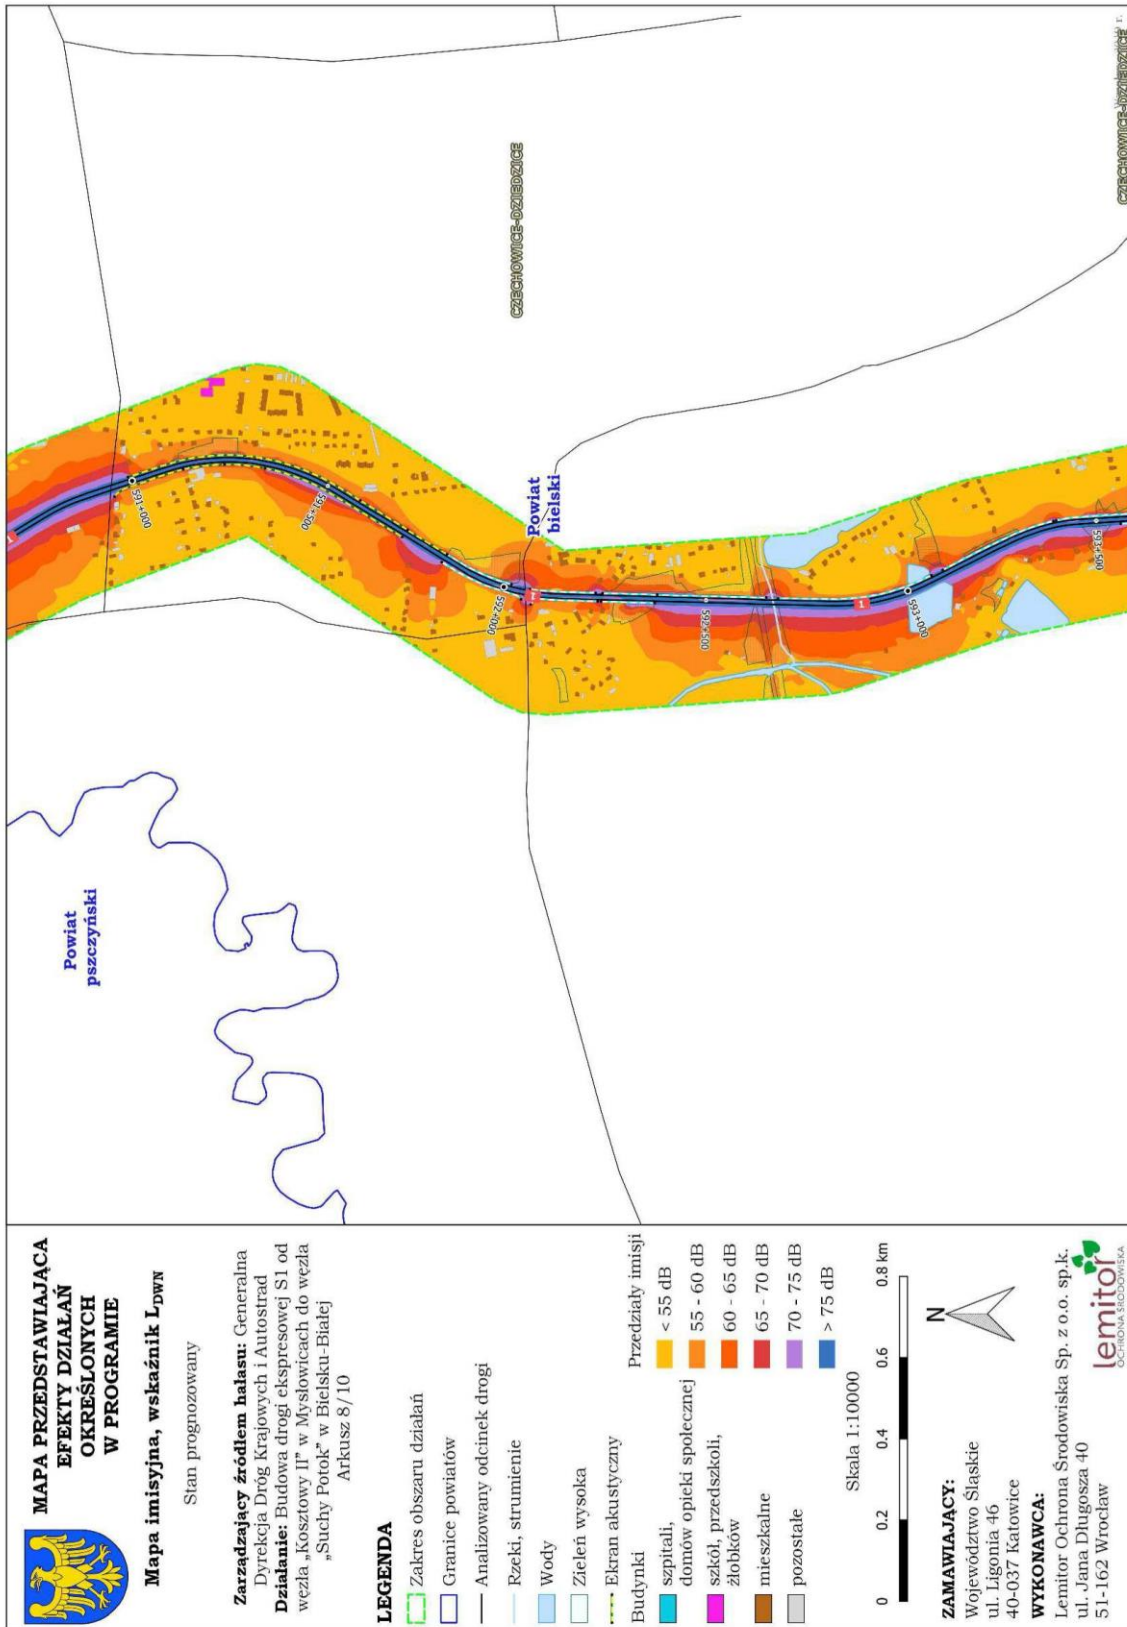 MAPA PRZEDSTAWIAJĄCA
EFEKTY DZIAŁAŃ
OKREŚLONYCH
W PROGRAMIE
Mapa imisyjna, wskaźnik LDWN
Stan prognozowany
Zarządzający źródłem hałasu: Generalna
Dyrekcja Dróg Krajowych i Autostrad
Działanie: Budowa drogi ekspresowej S1 od
węzła „Kosztowy II” w Mysłowicach do węzła
„Suchy Potok” w Bielsku-Białej
Arkusz 8/10
LEGENDA
Zakres obszaru działań
Granice powiatów
Analizowany odcinek drogi
Rzeki, strumienie
Wody
Zieleń wysoka
Ekran akustyczny
Budynki
szpitali,
domów opieki społecznej
szkół, przedszkoli,
żłobków
mieszkalne
pozostałe
Przedziały imisji
< 55 dB
55 - 60 dB
60 - 65 dB
65 - 70 dB
70 - 75 dB
> 75 dB
Skala 1:10000
0 0.2 0.4 0.6 0.8 km
N
ZAMAWIAJĄCY:
Województwo Śląskie
ul. Ligonia 46
40-037 Katowice
WYKONAWCA:
Lemitor Ochrona Środowiska Sp. z o.o. sp.k.
ul. Jana Długosza 40
51-162 Wrocław
lemitor
OCHRONA ŚRODOWISKA
Powiat
pszczyński
Powiat
bielski
CZECHOWICE-DZIEDZICE
CZECHOWICE-DZIEDZICE
1
591+000
591+500
592+000
1
592+500
1
593+000
593+500